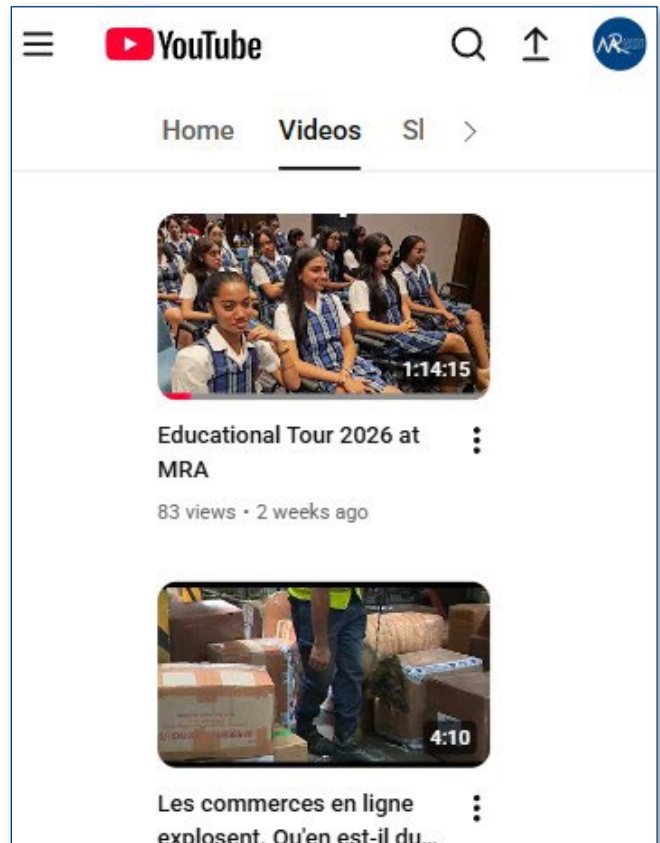 YouTube
Home Videos Sl
1:14:15
Educational Tour 2026 at
MRA
83 views • 2 weeks ago
4:10
Les commerces en ligne
explosent. Qu'en est-il du...